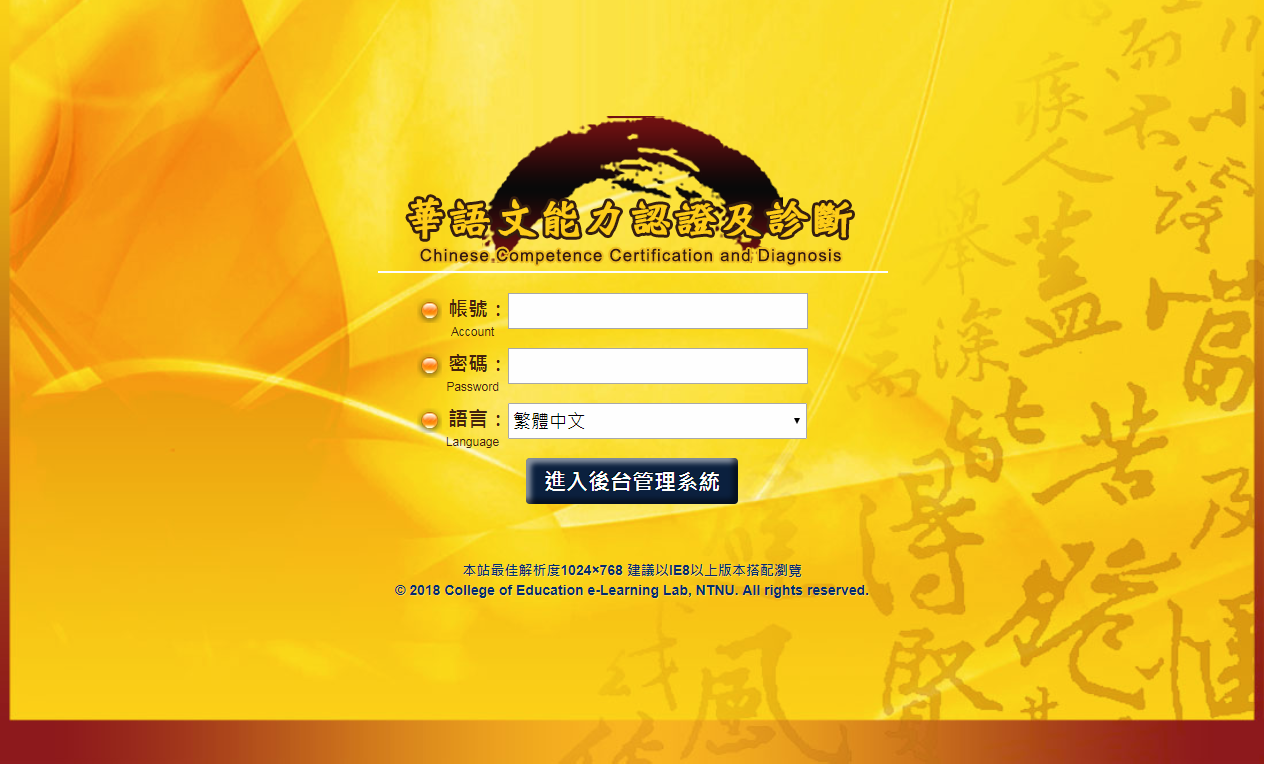 華語文能力認證及診斷
Chinese Competence Certification and Diagnosis
帳號：
Account
密碼：
Password
語言：
繁體中文
Language
進入後台管理系統
本站最佳解析度1024×768 建議以IE8以上版本搭配瀏覽
© 2018 College of Education e-Learning Lab, NTNU. All rights reserved.